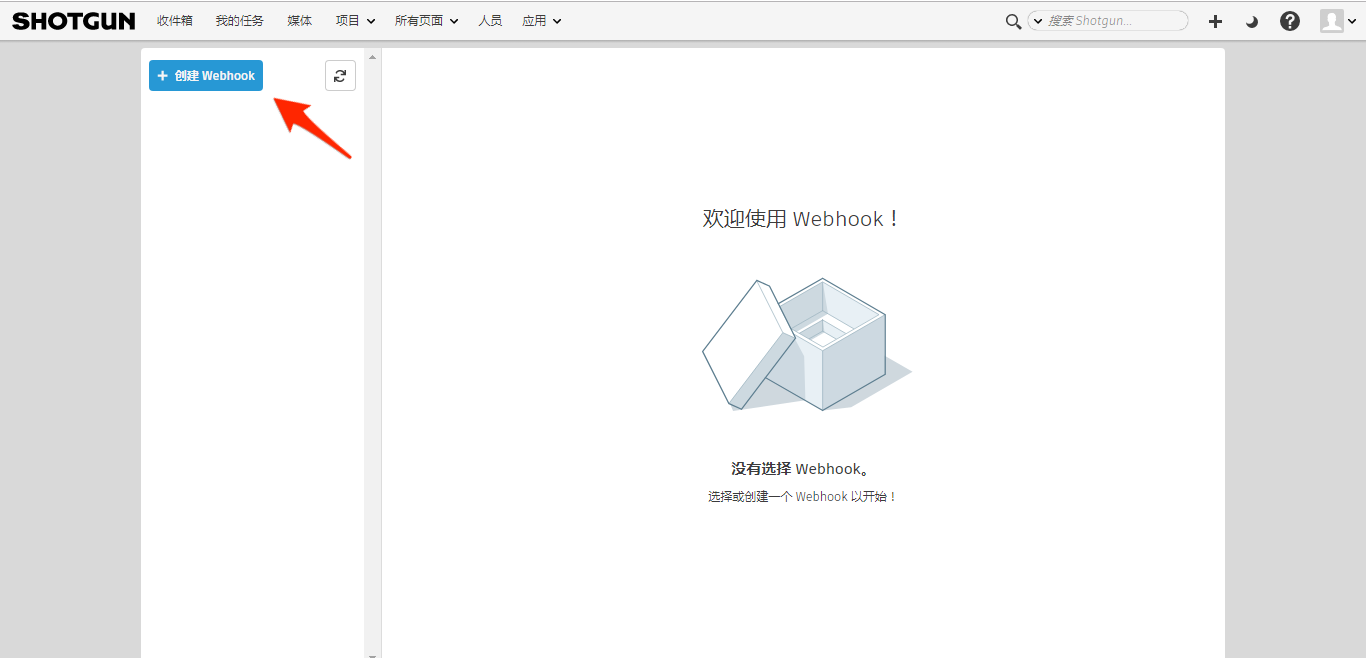 SHOTGUN 收件箱 我的任务 媒体 项目 所有页面 人员 应用 搜索 Shotgun...
+ 创建 Webhook
欢迎使用 Webhook！
没有选择 Webhook。
选择或创建一个 Webhook 以开始！